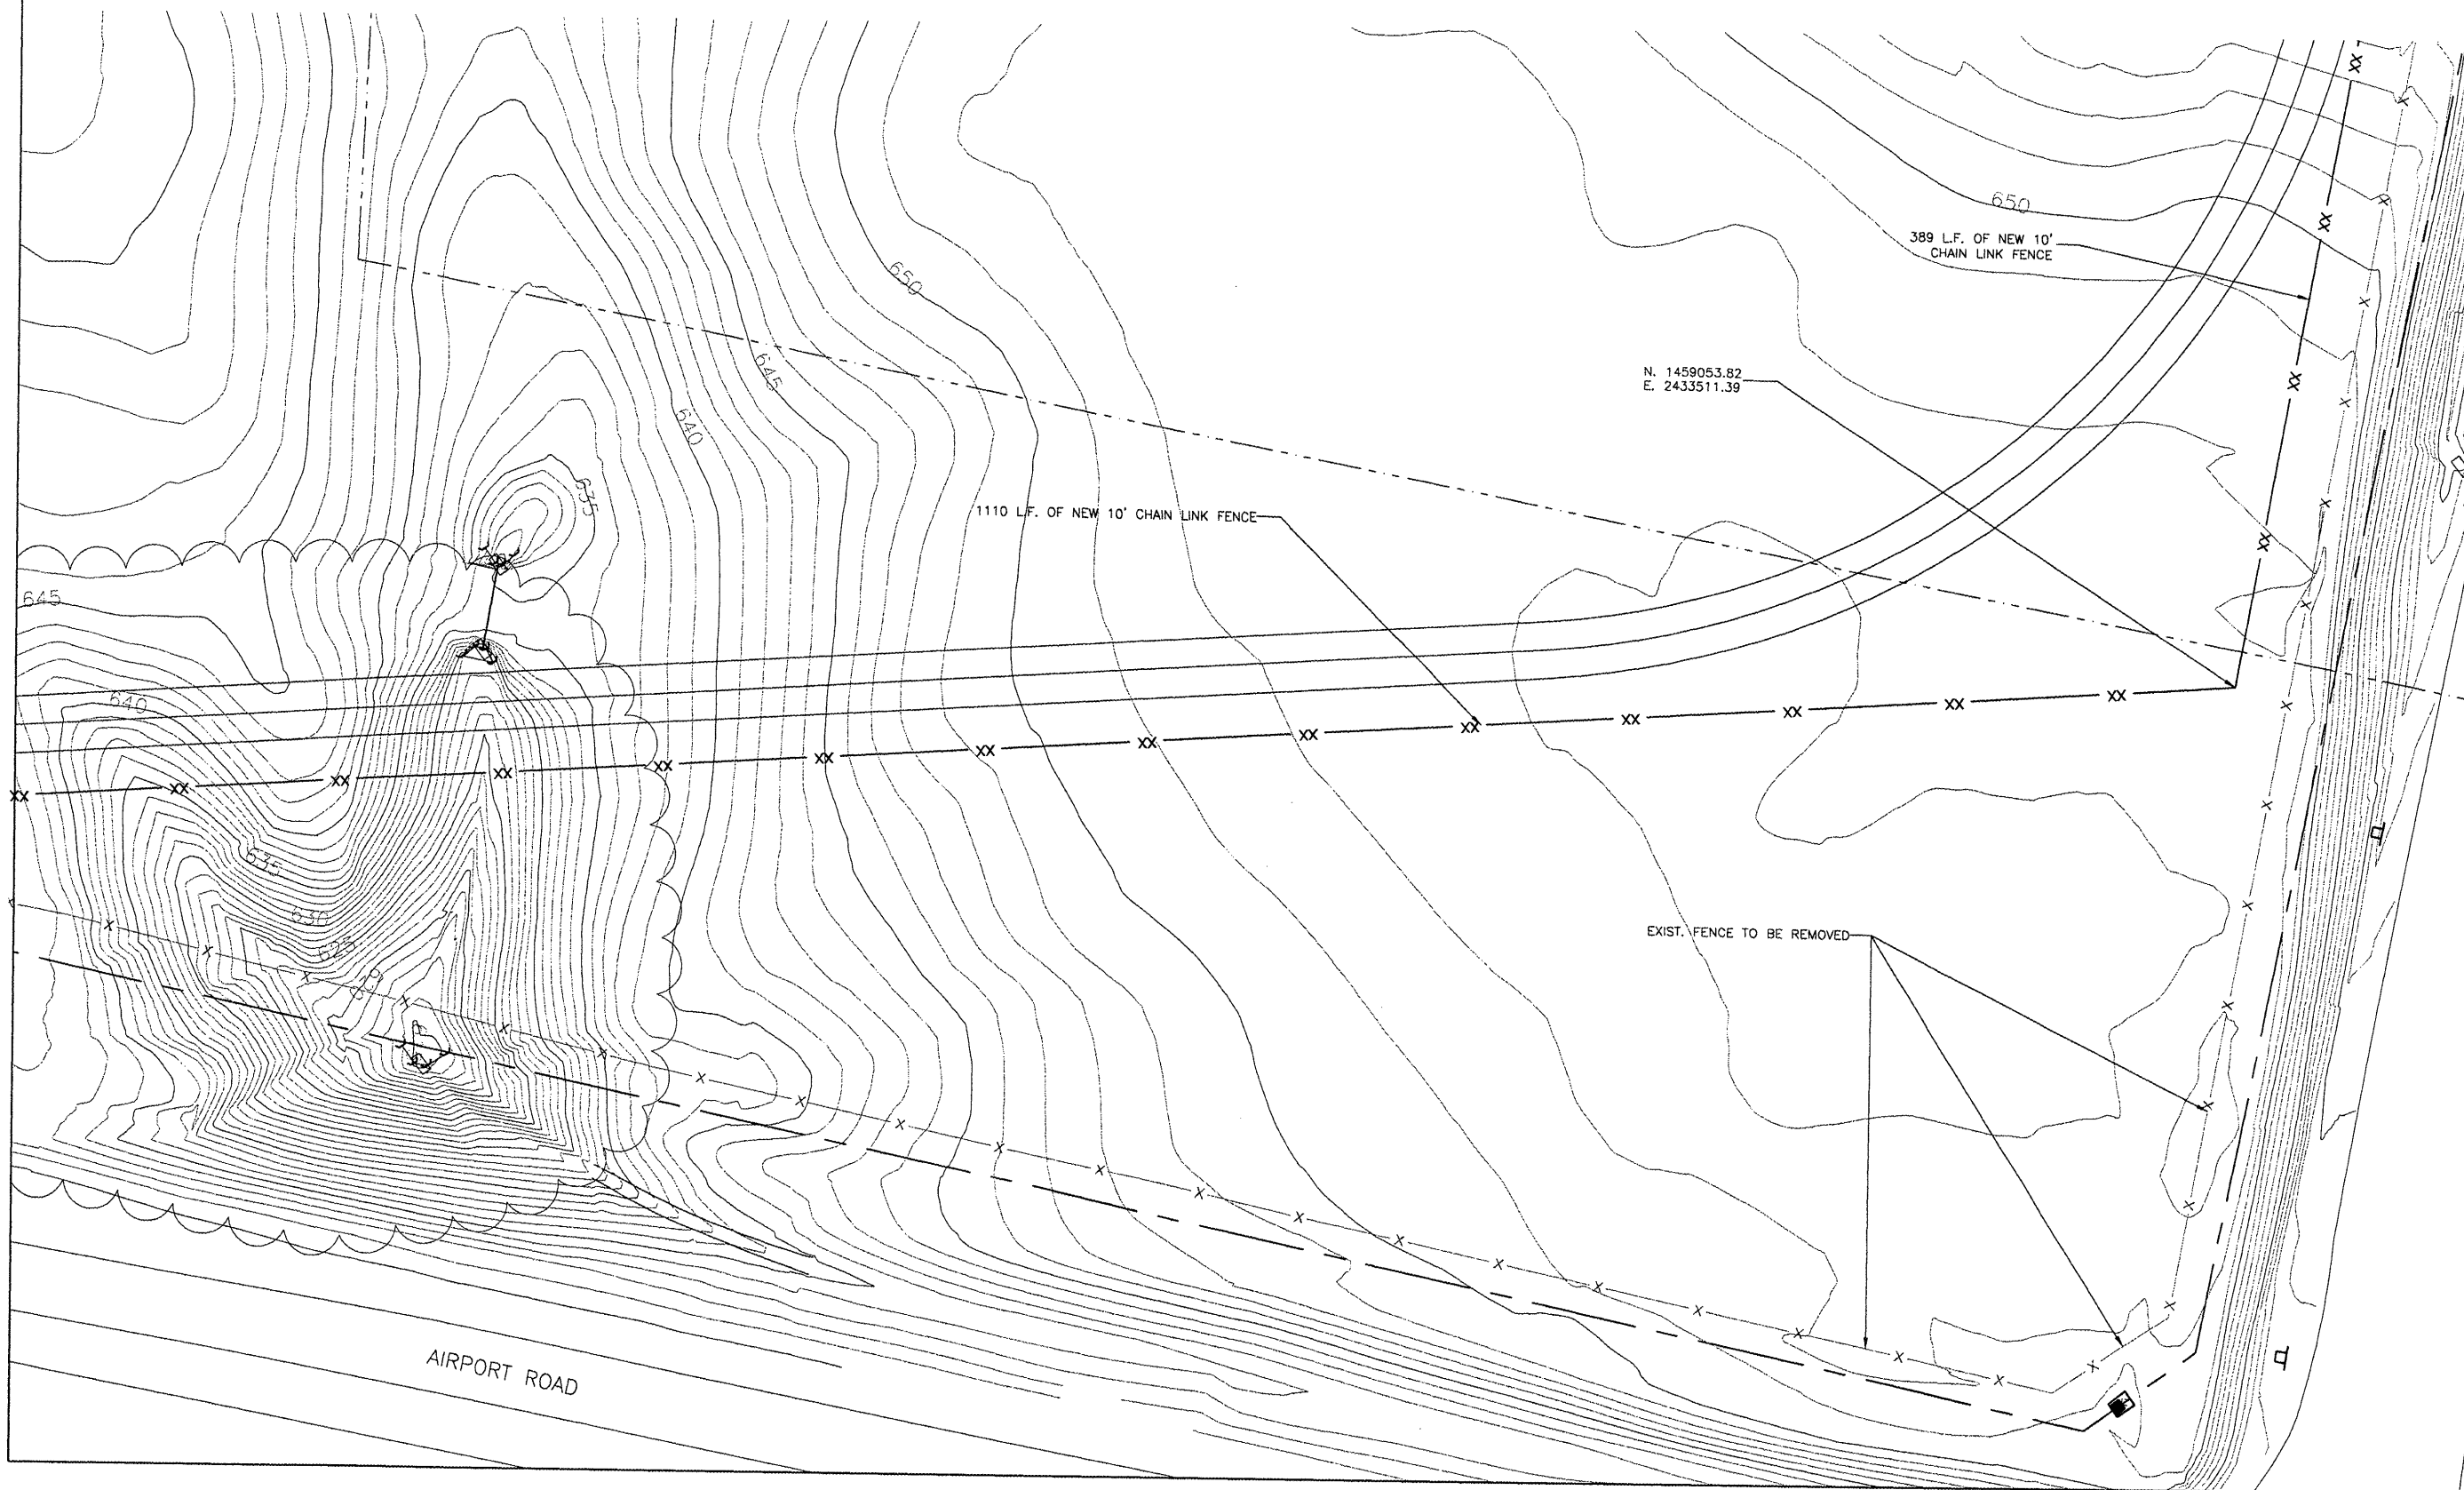 650
389 L.F. OF NEW 10'
CHAIN LINK FENCE
650
645
N. 1459053.82
E. 2433511.39
640
635
1110 L.F. OF NEW 10' CHAIN LINK FENCE
645
640
635
630
625
EXIST. FENCE TO BE REMOVED
AIRPORT ROAD